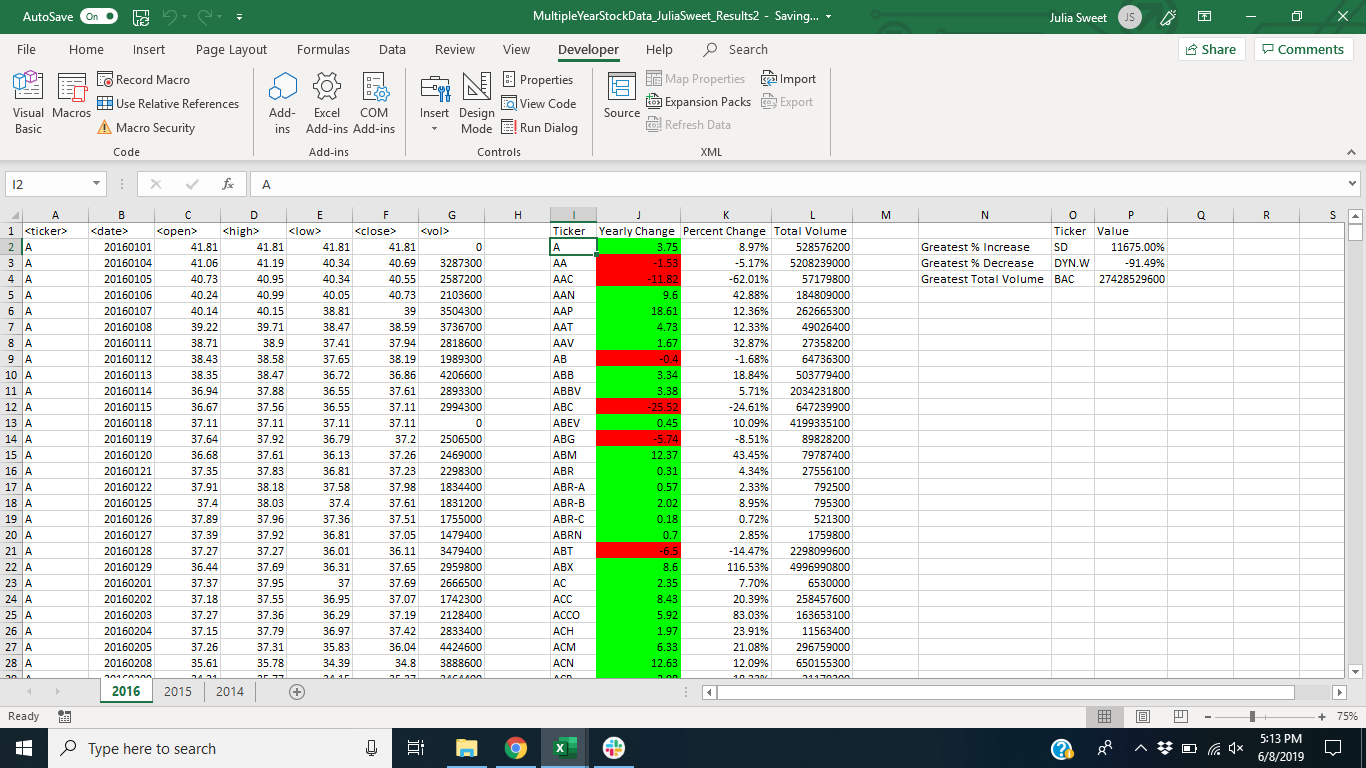 AutoSave On MultipleYearStockData_JuliaSweet_Results2 - Saving... Julia Sweet JS
File Home Insert Page Layout Formulas Data Review View Developer Help Search Share Comments
Visual Basic
Macros
Record Macro
Use Relative References
Macro Security
Code
Add-ins
Excel Add-ins
COM Add-ins
Add-ins
Insert
Design Mode
Properties
View Code
Run Dialog
Controls
Source
Map Properties
Expansion Packs
Refresh Data
Import
Export
XML
I2 fx A
A B C D E F G H I J K L M N O P Q R S
1 <ticker> <date> <open> <high> <low> <close> <vol> Ticker Yearly Change Percent Change Total Volume Ticker Value
2 A 20160101 41.81 41.81 41.81 41.81 0 A 3.75 8.97% 528576200 Greatest % Increase SD 11675.00%
3 A 20160104 41.06 41.19 40.34 40.69 3287300 AA -1.53 -5.17% 5208239000 Greatest % Decrease DYN.W -91.49%
4 A 20160105 40.73 40.95 40.34 40.55 2587200 AAC -11.82 -62.01% 57179800 Greatest Total Volume BAC 27428529600
5 A 20160106 40.24 40.99 40.05 40.73 2103600 AAN 9.6 42.88% 184809000
6 A 20160107 40.14 40.15 38.81 39 3504300 AAP 18.61 12.36% 262665300
7 A 20160108 39.22 39.71 38.47 38.59 3736700 AAT 4.73 12.33% 49026400
8 A 20160111 38.71 38.9 37.41 37.94 2818600 AAV 1.67 32.87% 27358200
9 A 20160112 38.43 38.58 37.65 38.19 1989300 AB -0.4 -1.68% 64736300
10 A 20160113 38.35 38.47 36.72 36.86 4206600 ABB 3.34 18.84% 503779400
11 A 20160114 36.94 37.88 36.55 37.61 2893300 ABBV 3.38 5.71% 2034231800
12 A 20160115 36.67 37.56 36.55 37.11 2994300 ABC -25.52 -24.61% 647239900
13 A 20160118 37.11 37.11 37.11 37.11 0 ABEV 0.45 10.09% 4199335100
14 A 20160119 37.64 37.92 36.79 37.2 2506500 ABG -5.74 -8.51% 89828200
15 A 20160120 36.68 37.61 36.13 37.26 2469000 ABM 12.37 43.45% 79787400
16 A 20160121 37.35 37.83 36.81 37.23 2298300 ABR 0.31 4.34% 27556100
17 A 20160122 37.91 38.18 37.58 37.98 1834400 ABR-A 0.57 2.33% 792500
18 A 20160125 37.4 38.03 37.4 37.61 1831200 ABR-B 2.02 8.95% 795300
19 A 20160126 37.89 37.96 37.36 37.51 1755000 ABR-C 0.18 0.72% 521300
20 A 20160127 37.39 37.92 36.81 37.05 1479400 ABRN 0.7 2.85% 1759800
21 A 20160128 37.27 37.27 36.01 36.11 3479400 ABT -6.5 -14.47% 2298099600
22 A 20160129 36.44 37.69 36.31 37.65 2959800 ABX 8.6 116.53% 4996990800
23 A 20160201 37.37 37.95 37 37.69 2666500 AC 2.35 7.70% 6530000
24 A 20160202 37.18 37.55 36.95 37.07 1742300 ACC 8.43 20.39% 258457600
25 A 20160203 37.27 37.36 36.29 37.19 2128400 ACCO 5.92 83.03% 163653100
26 A 20160204 37.15 37.79 36.97 37.42 2833400 ACH 1.97 23.91% 11563400
27 A 20160205 37.26 37.31 35.83 36.04 4424600 ACM 6.33 21.08% 296759000
28 A 20160208 35.61 35.78 34.39 34.8 3888600 ACN 12.63 12.09% 650155300
2016 2015 2014
Ready 75%
Type here to search 5:13 PM
6/8/2019